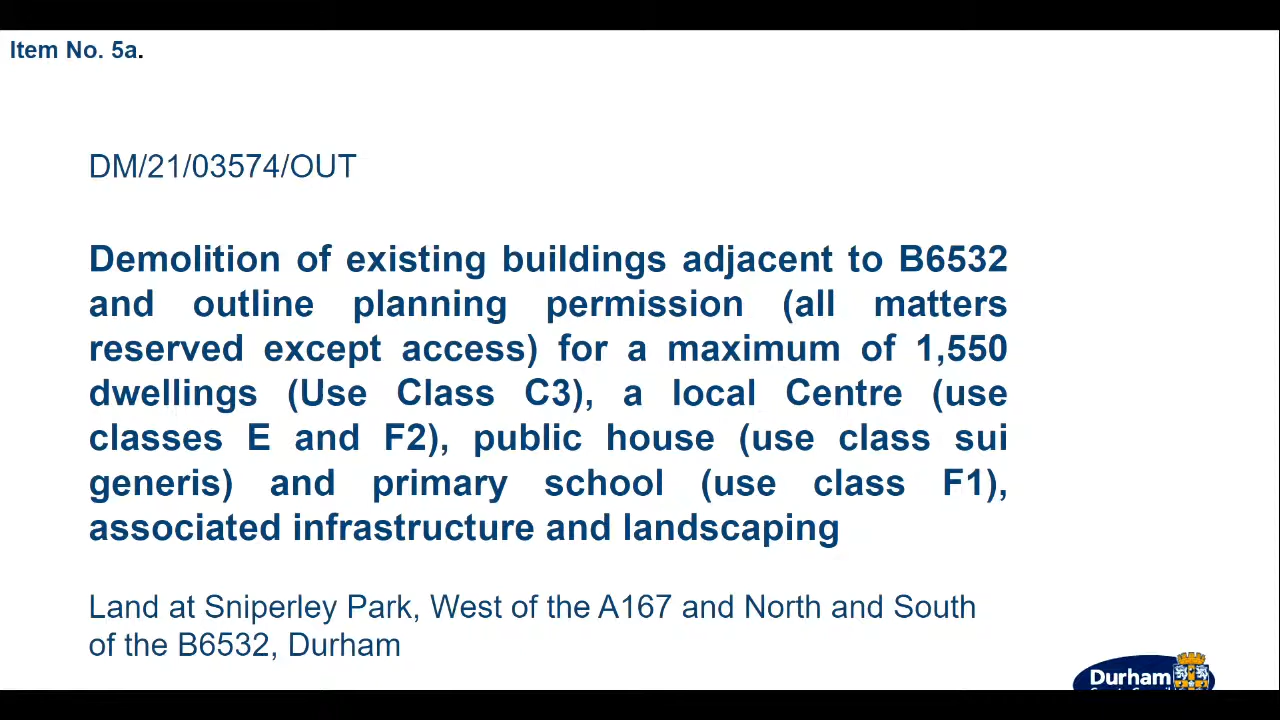 Item No. 5a.
DM/21/03574/OUT
Demolition of existing buildings adjacent to B6532
and outline planning permission (all matters
reserved except access) for a maximum of 1,550
dwellings (Use Class C3), a local Centre (use
classes E and F2), public house (use class sui
generis) and primary school (use class F1),
associated infrastructure and landscaping
Land at Sniperley Park, West of the A167 and North and South
of the B6532, Durham
Durham